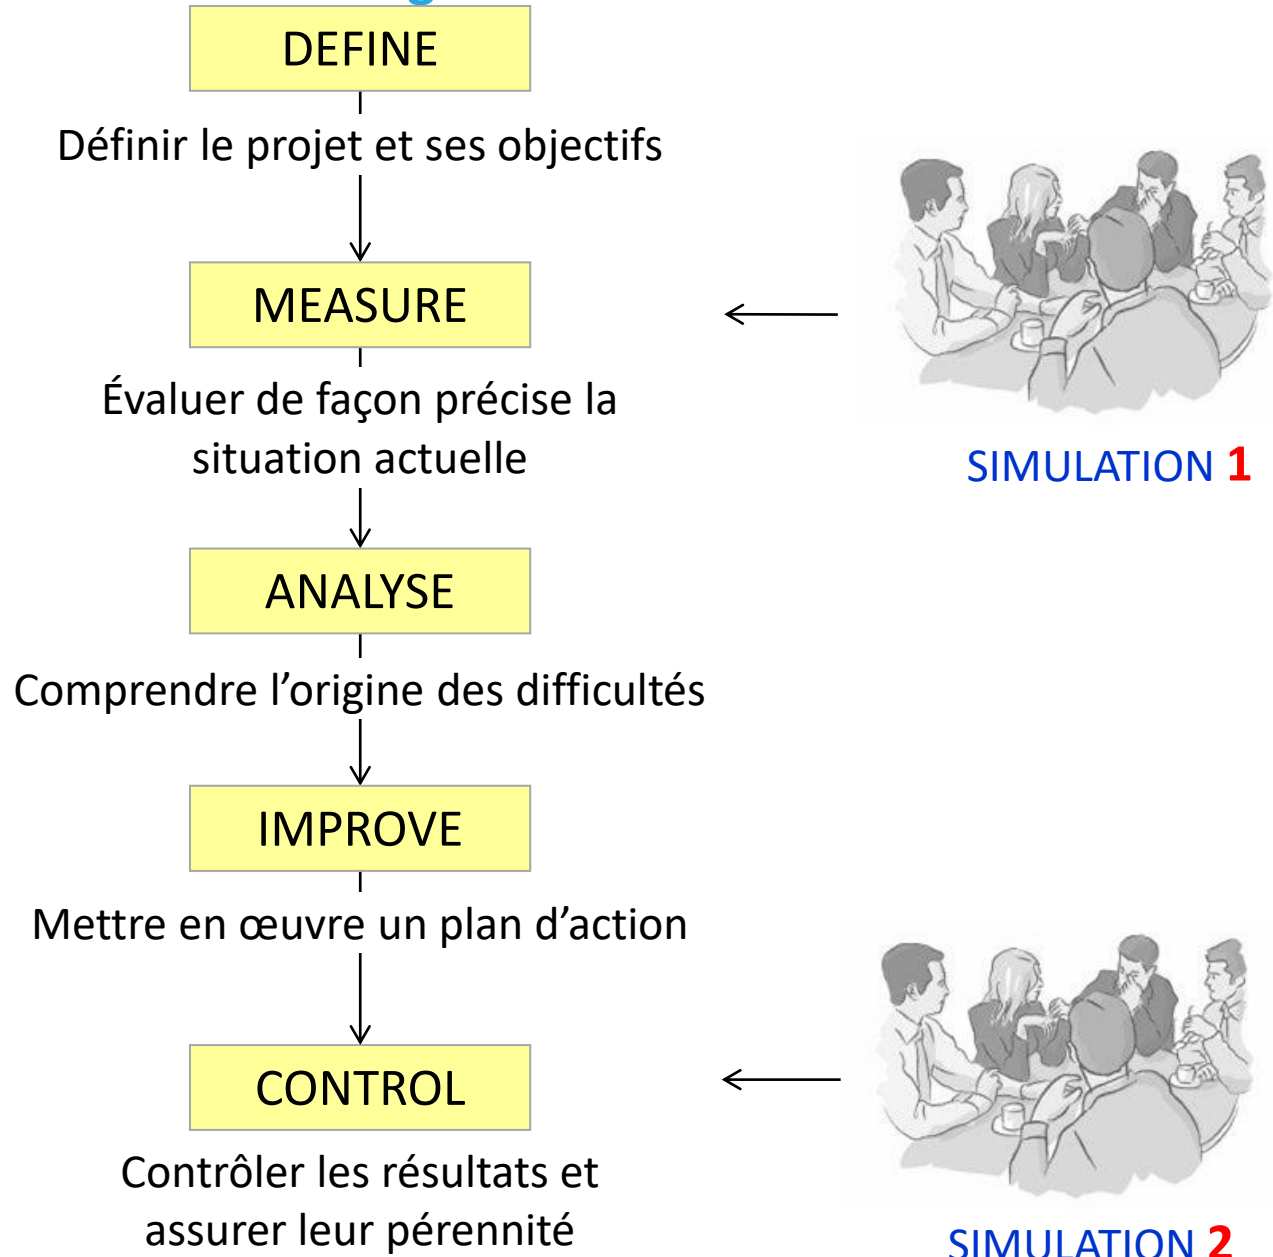 DEFINE
Définir le projet et ses objectifs
MEASURE
Évaluer de façon précise la
situation actuelle
SIMULATION 1
ANALYSE
Comprendre l’origine des difficultés
IMPROVE
Mettre en œuvre un plan d’action
CONTROL
Contrôler les résultats et
assurer leur pérennité
SIMULATION 2